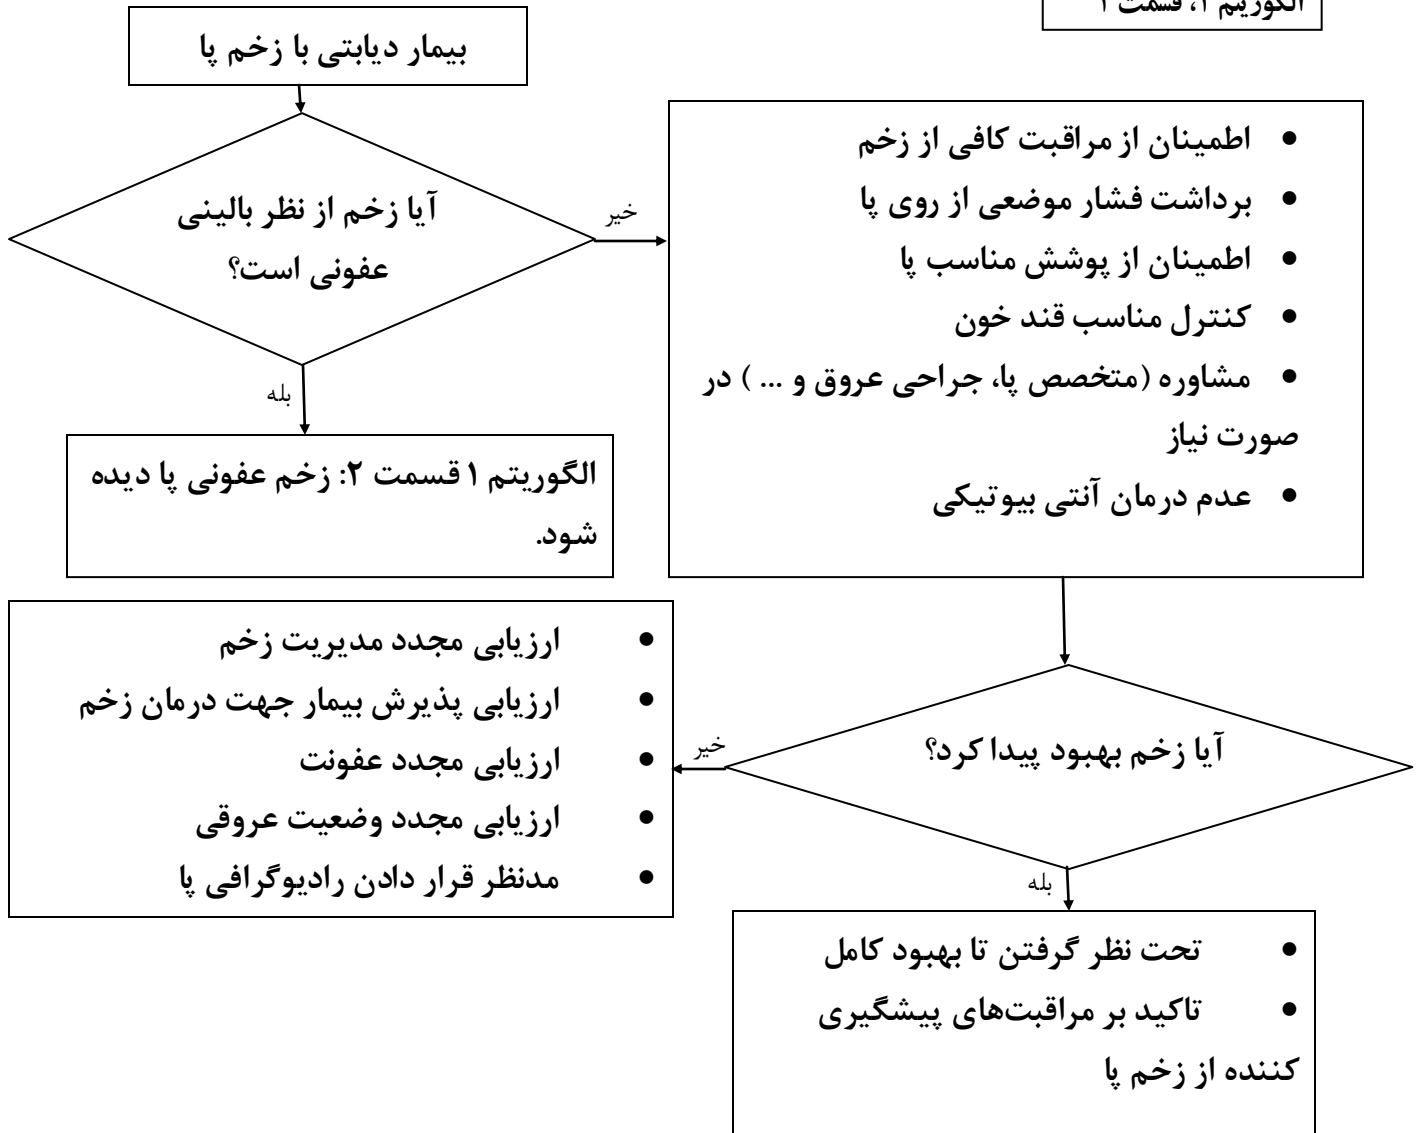 الگوریتم ۱، قسمت ۱
بیمار دیابتی با زخم پا
آیا زخم از نظر بالینی
عفونی است؟
خیر
• اطمینان از مراقبت کافی از زخم
• برداشت فشار موضعی از روی پا
• اطمینان از پوشش مناسب پا
• کنترل مناسب قند خون
• مشاوره (متخصص پا، جراحی عروق و ... ) در
صورت نیاز
• عدم درمان آنتی بیوتیکی
بله
الگوریتم ۱ قسمت ۲: زخم عفونی پا دیده
شود.
آیا زخم بهبود پیدا کرد؟
خیر
• ارزیابی مجدد مدیریت زخم
• ارزیابی پذیرش بیمار جهت درمان زخم
• ارزیابی مجدد عفونت
• ارزیابی مجدد وضعیت عروقی
• مدنظر قرار دادن رادیوگرافی پا
بله
• تحت نظر گرفتن تا بهبود کامل
• تاکید بر مراقبت‌های پیشگیری
کننده از زخم پا